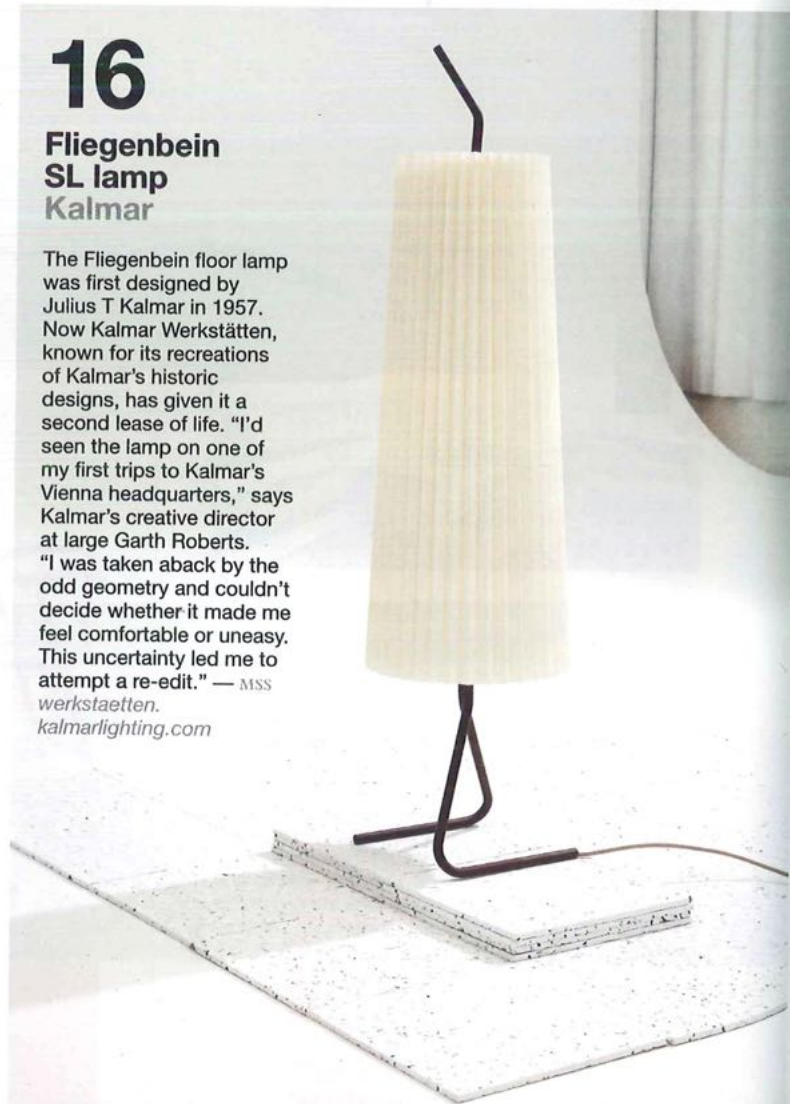 16
Fliegenbein
SL lamp
Kalmar
The Fliegenbein floor lamp
was first designed by
Julius T Kalmar in 1957.
Now Kalmar Werkstätten,
known for its recreations
of Kalmar's historic
designs, has given it a
second lease of life. “I'd
seen the lamp on one of
my first trips to Kalmar's
Vienna headquarters,” says
Kalmar's creative director
at large Garth Roberts.
“I was taken aback by the
odd geometry and couldn't
decide whether it made me
feel comfortable or uneasy.
This uncertainty led me to
attempt a re-edit.” — MSS
werkstaetten.
kalmarlighting.com